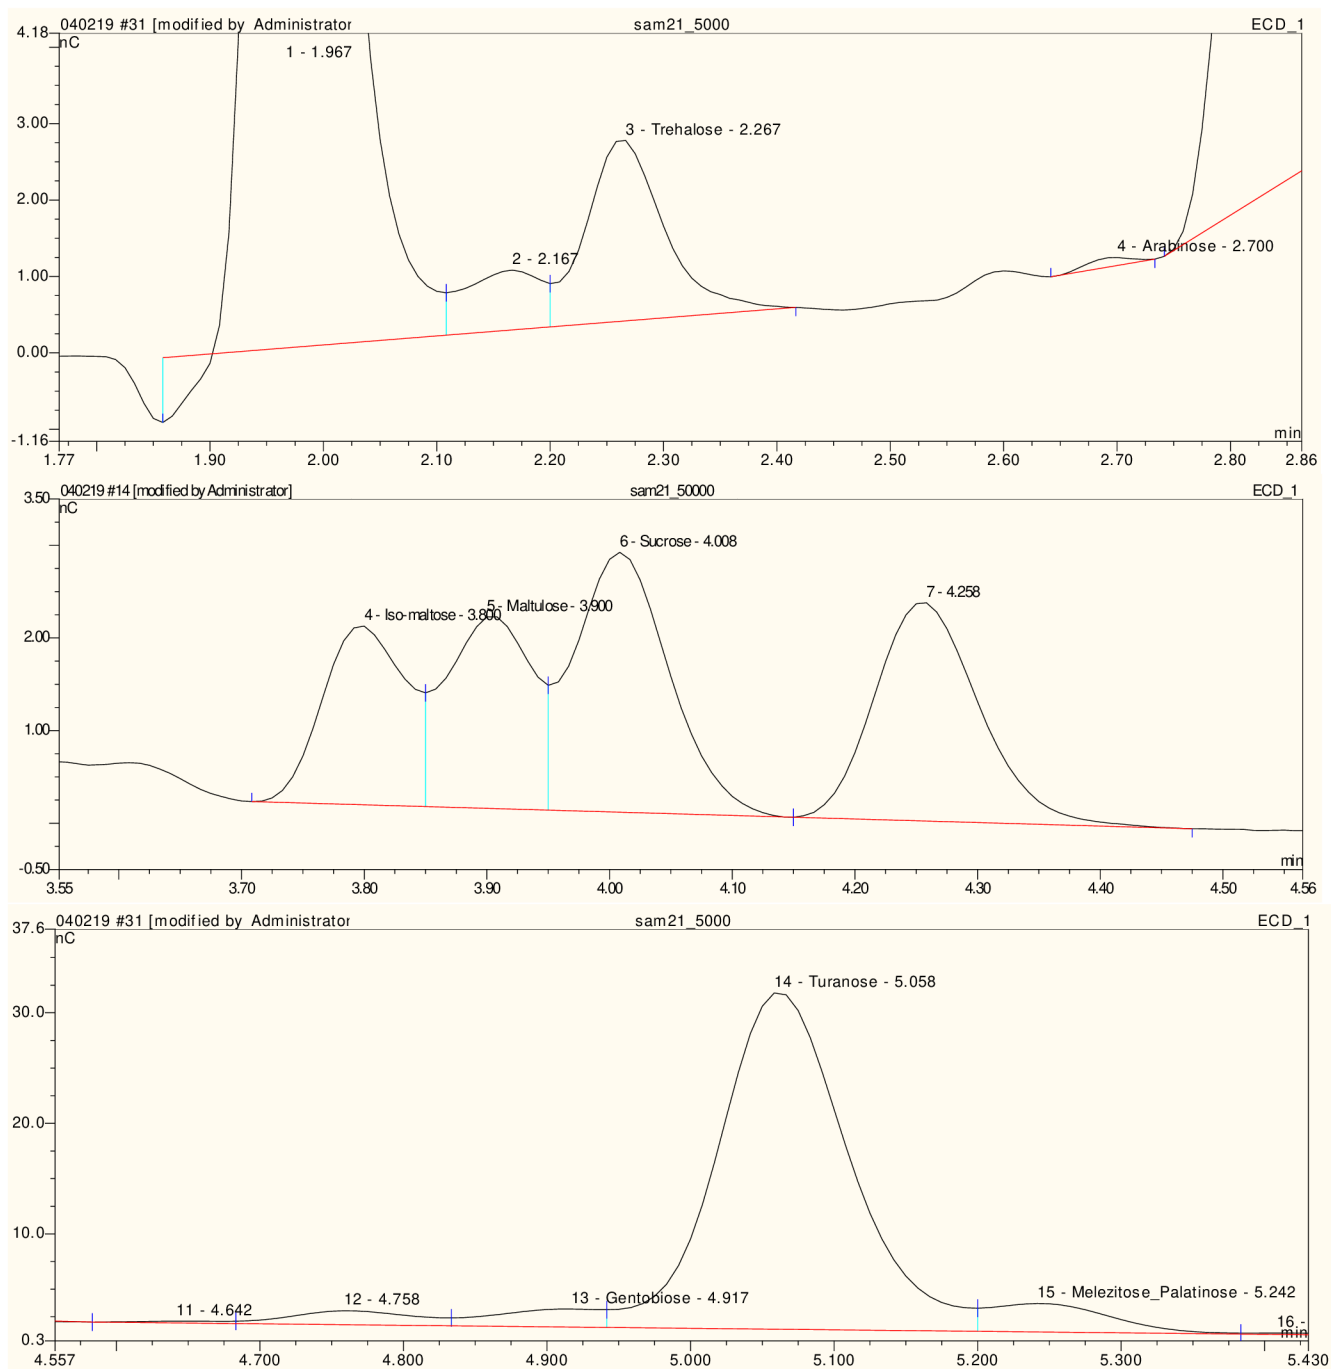 040219 #31 [modified by Administrator sam21_5000 ECD_1
4.18
nC
1 - 1.967
3.00
3 - Trehalose - 2.267
2.00
2 - 2.167
4 - Arabinose - 2.700
1.00
0.00
-1.16
min
1.77 1.90 2.00 2.10 2.20 2.30 2.40 2.50 2.60 2.70 2.80 2.86
040219 #14 [modified by Administrator] sam21_50000 ECD_1
3.50
nC
6 - Sucrose - 4.008
7 - 4.258
5 - Maltulose - 3.900
4 - Iso-maltose - 3.800
2.00
1.00
-0.50
min
3.55 3.70 3.80 3.90 4.00 4.10 4.20 4.30 4.40 4.50 4.56
040219 #31 [modified by Administrator sam21_5000 ECD_1
37.6
nC
14 - Turanose - 5.058
30.0
20.0
10.0
11 - 4.642
12 - 4.758
13 - Gentobiose - 4.917
15 - Melezitose_Palatinose - 5.242
16 -
min
0.3
4.557 4.700 4.800 4.900 5.000 5.100 5.200 5.300 5.430